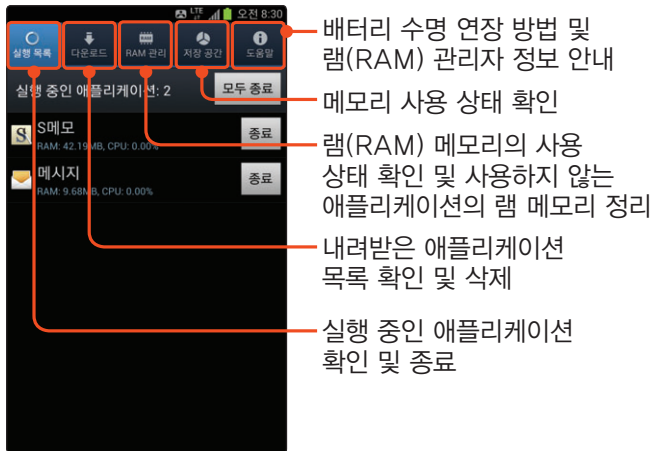 LTE 오전 8:30
실행 목록 다운로드 RAM 관리 저장 공간 도움말
실행 중인 애플리케이션: 2 모두 종료
S메모 종료
RAM: 42.19MB, CPU: 0.00%
메시지 종료
RAM: 9.68MB, CPU: 0.00%
배터리 수명 연장 방법 및
램(RAM) 관리자 정보 안내
메모리 사용 상태 확인
램(RAM) 메모리의 사용
상태 확인 및 사용하지 않는
애플리케이션의 램 메모리 정리
내려받은 애플리케이션
목록 확인 및 삭제
실행 중인 애플리케이션
확인 및 종료